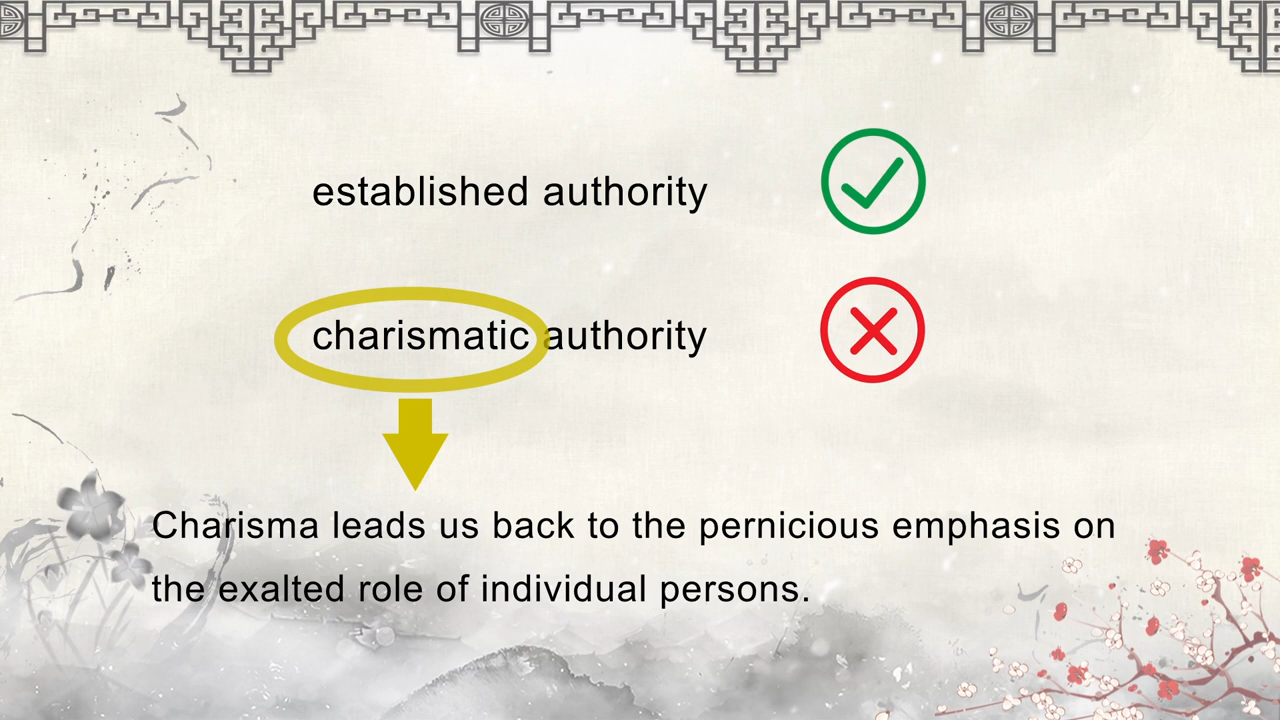 established authority
charismatic authority
Charisma leads us back to the pernicious emphasis on
the exalted role of individual persons.